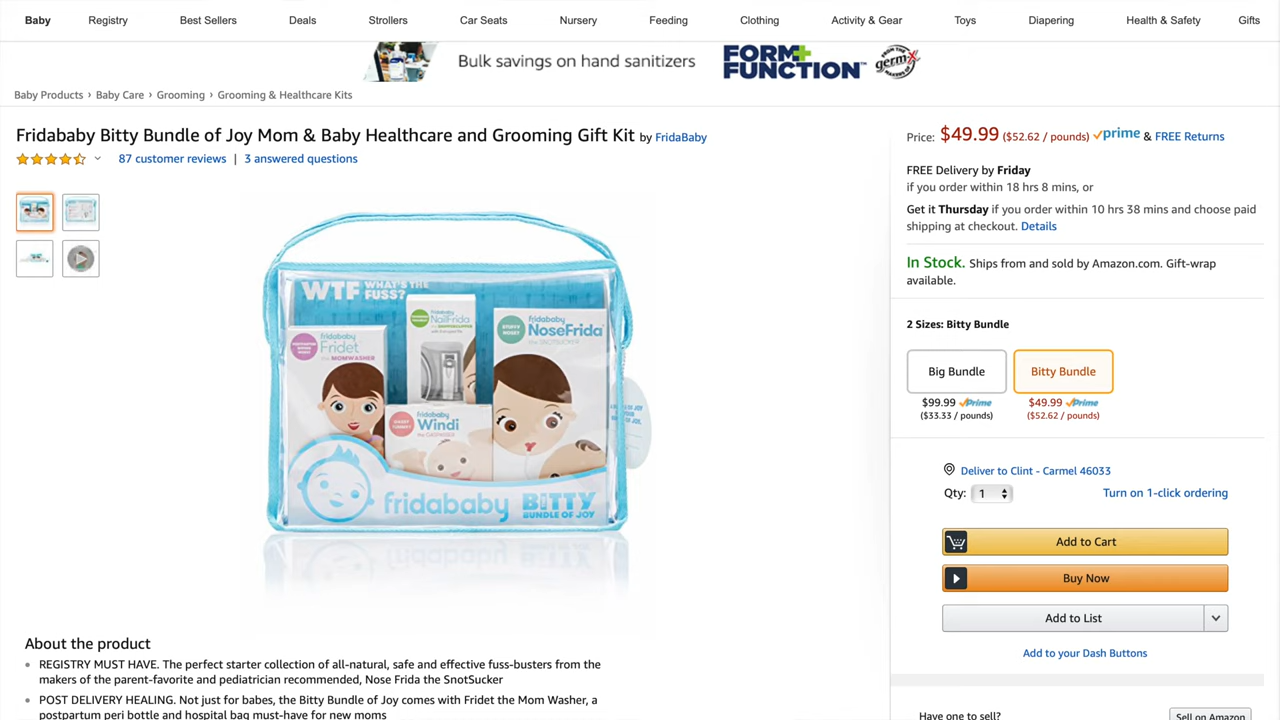 Baby Registry Best Sellers Deals Strollers Car Seats Nursery Feeding Clothing Activity & Gear Toys Diapering Health & Safety Gifts
Bulk savings on hand sanitizers FORM+ FUNCTION™ FROM THE MAKERS OF germx
Baby Products › Baby Care › Grooming › Grooming & Healthcare Kits
Fridababy Bitty Bundle of Joy Mom & Baby Healthcare and Grooming Gift Kit by FridaBaby
87 customer reviews | 3 answered questions
WTF WHAT'S THE FUSS?
fridababy
NailFrida
fridababy
NoseFrida
the SNOTSUCKER
fridababy
Fridet
the MOMWASHER
fridababy
Windi
the GASPASSER
fridababy BITTY
BUNDLE OF JOY
About the product
• REGISTRY MUST HAVE. The perfect starter collection of all-natural, safe and effective fuss-busters from the
makers of the parent-favorite and pediatrician recommended, Nose Frida the SnotSucker
• POST DELIVERY HEALING. Not just for babes, the Bitty Bundle of Joy comes with Fridet the Mom Washer, a
postpartum peri bottle and hospital bag must-have for new moms
Price: $49.99 ($52.62 / pounds) prime & FREE Returns
FREE Delivery by Friday
if you order within 18 hrs 8 mins, or
Get it Thursday if you order within 10 hrs 38 mins and choose paid
shipping at checkout. Details
In Stock. Ships from and sold by Amazon.com. Gift-wrap
available.
2 Sizes: Bitty Bundle
Big Bundle Bitty Bundle
$99.99 Prime $49.99 Prime
($33.33 / pounds) ($52.62 / pounds)
Deliver to Clint - Carmel 46033
Qty: 1 Turn on 1-click ordering
Add to Cart
Buy Now
Add to List
Add to your Dash Buttons
Have one to sell? Sell on Amazon